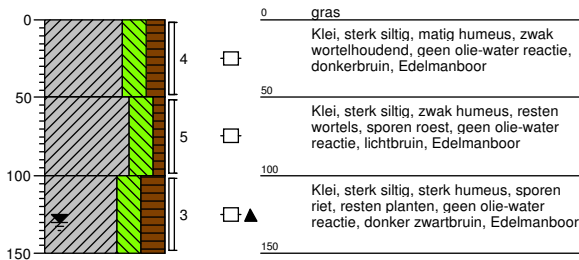 0
gras
Klei, sterk siltig, matig humeus, zwak
wortelhoudend, geen olie-water reactie,
donkerbruin, Edelmanboor
4
50
50
Klei, sterk siltig, zwak humeus, resten
wortels, sporen roest, geen olie-water
reactie, lichtbruin, Edelmanboor
5
100
100
Klei, sterk siltig, sterk humeus, sporen
riet, resten planten, geen olie-water
reactie, donker zwartbruin, Edelmanboor
3
150
150